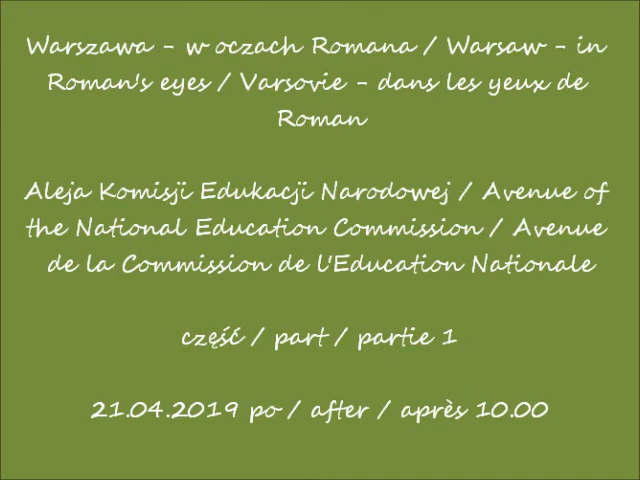 Warszawa - w oczach Romana / Warsaw - in
Roman's eyes / Varsovie - dans les yeux de
Roman
Aleja Komisji Edukacji Narodowej / Avenue of
the National Education Commission / Avenue
de la Commission de l'Education Nationale
część / part / partie 1
21.04.2019 po / after / après 10.00